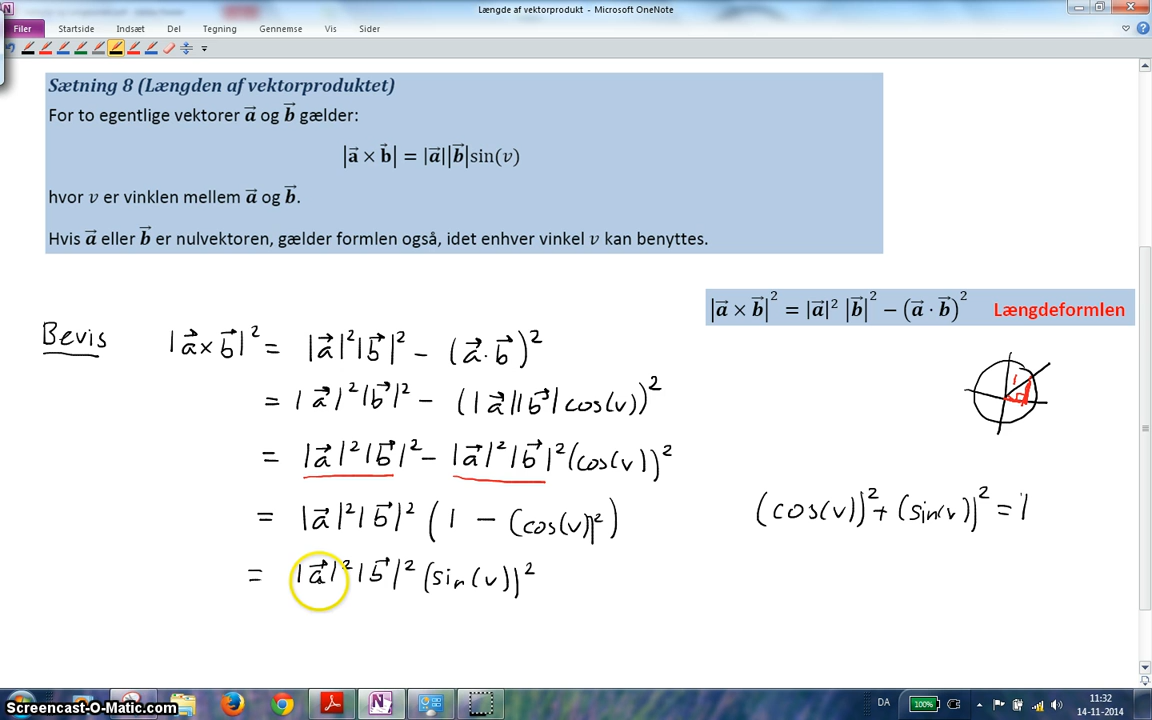 Længde af vektorprodukt - Microsoft OneNote
Filer Startside Indsæt Del Tegning Gennemse Vis Sider
Sætning 8 (Længden af vektorproduktet)
For to egentlige vektorer a⃗ og b⃗ gælder:
|a⃗ × b⃗| = |a⃗||b⃗|sin(v)
hvor v er vinklen mellem a⃗ og b⃗.
Hvis a⃗ eller b⃗ er nulvektoren, gælder formlen også, idet enhver vinkel v kan benyttes.
|a⃗ × b⃗|² = |a⃗|² |b⃗|² − (a⃗ · b⃗)² Længdeformlen
Bevis |a⃗×b⃗|² = |a⃗|²|b⃗|² − (a⃗·b⃗)²
= |a⃗|²|b⃗|² − (|a⃗||b⃗|cos(v))²
= |a⃗|²|b⃗|² − |a⃗|²|b⃗|²(cos(v))²
= |a⃗|²|b⃗|² (1 − (cos(v))²)
= |a⃗|²|b⃗|² (sin(v))²
1
(cos(v))² + (sin(v))² = 1
Screencast-O-Matic.com
DA 100% 11:32
14-11-2014